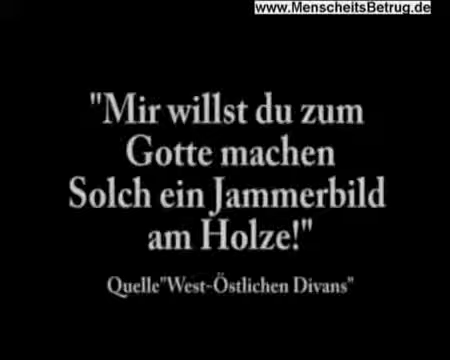 www.MenscheitsBetrug.de
"Mir willst du zum
Gotte machen
Solch ein Jammerbild
am Holze!"
Quelle"West-Östlichen Divans"